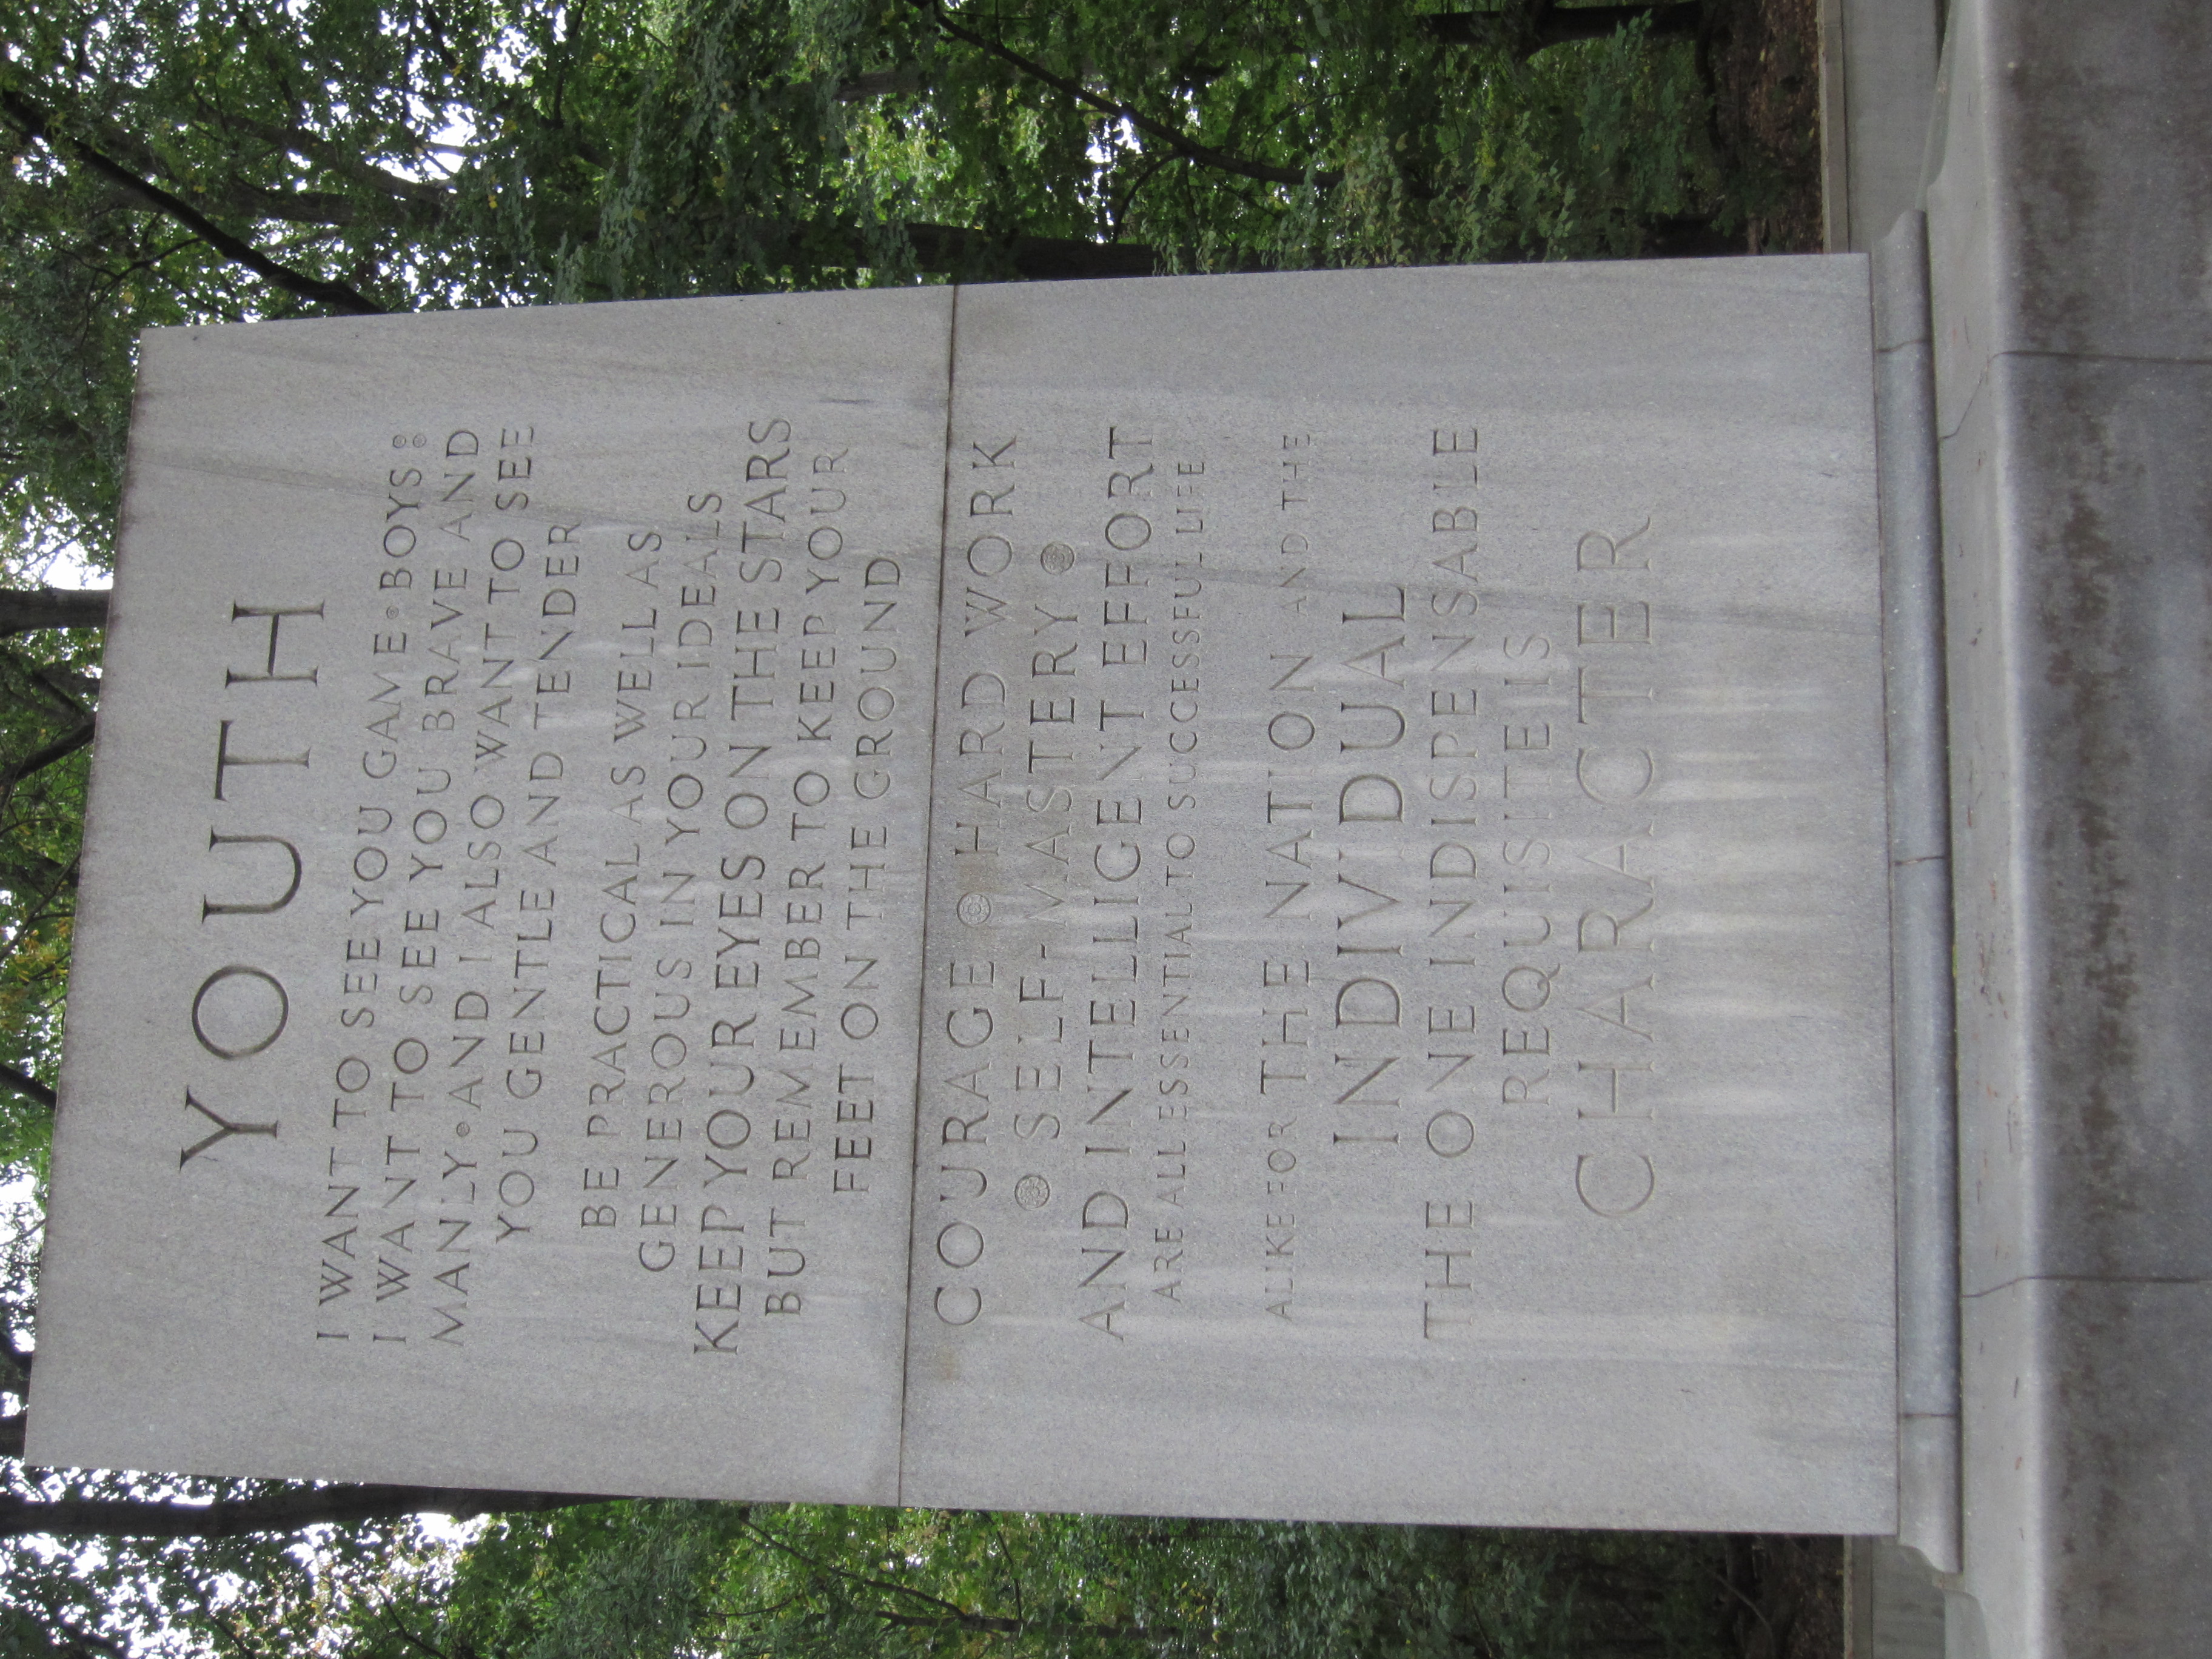 YOUTH
I WANT TO SEE YOU GAME • BOYS :
I WANT TO SEE YOU BRAVE AND
MANLY • AND I ALSO WANT TO SEE
YOU GENTLE AND TENDER
BE PRACTICAL AS WELL AS
GENEROUS IN YOUR IDEALS
KEEP YOUR EYES ON THE STARS
BUT REMEMBER TO KEEP YOUR
FEET ON THE GROUND
COURAGE • HARD WORK
• SELF-MASTERY •
AND INTELLIGENT EFFORT
ARE ALL ESSENTIAL TO SUCCESSFUL LIFE
ALIKE FOR THE NATION AND THE
INDIVIDUAL
THE ONE INDISPENSABLE
REQUISITE IS
CHARACTER